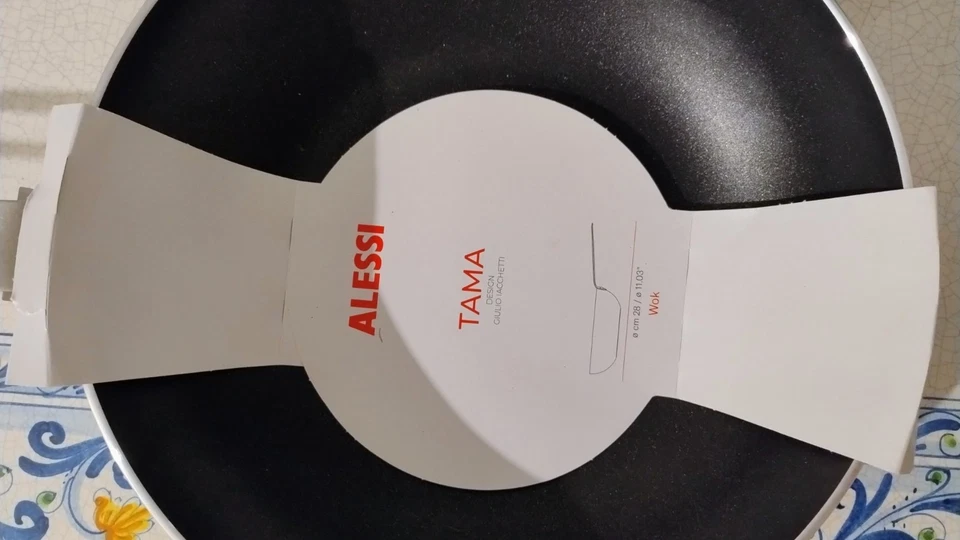 ALESSI
TAMA
DESIGN
GIULIO IACCHETTI
ø cm 28 / ø 11.03"
Wok